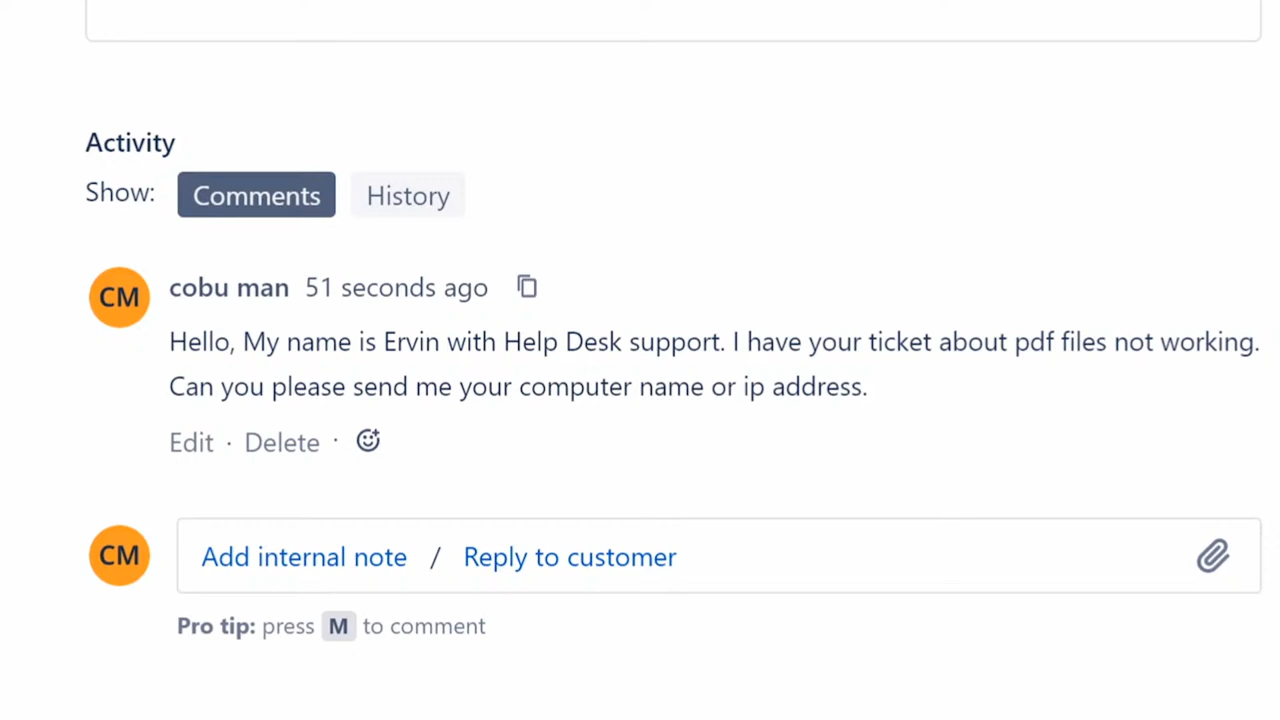 Activity
Show: Comments History
CM cobu man 51 seconds ago
Hello, My name is Ervin with Help Desk support. I have your ticket about pdf files not working.
Can you please send me your computer name or ip address.
Edit · Delete ·
CM Add internal note / Reply to customer
Pro tip: press M to comment